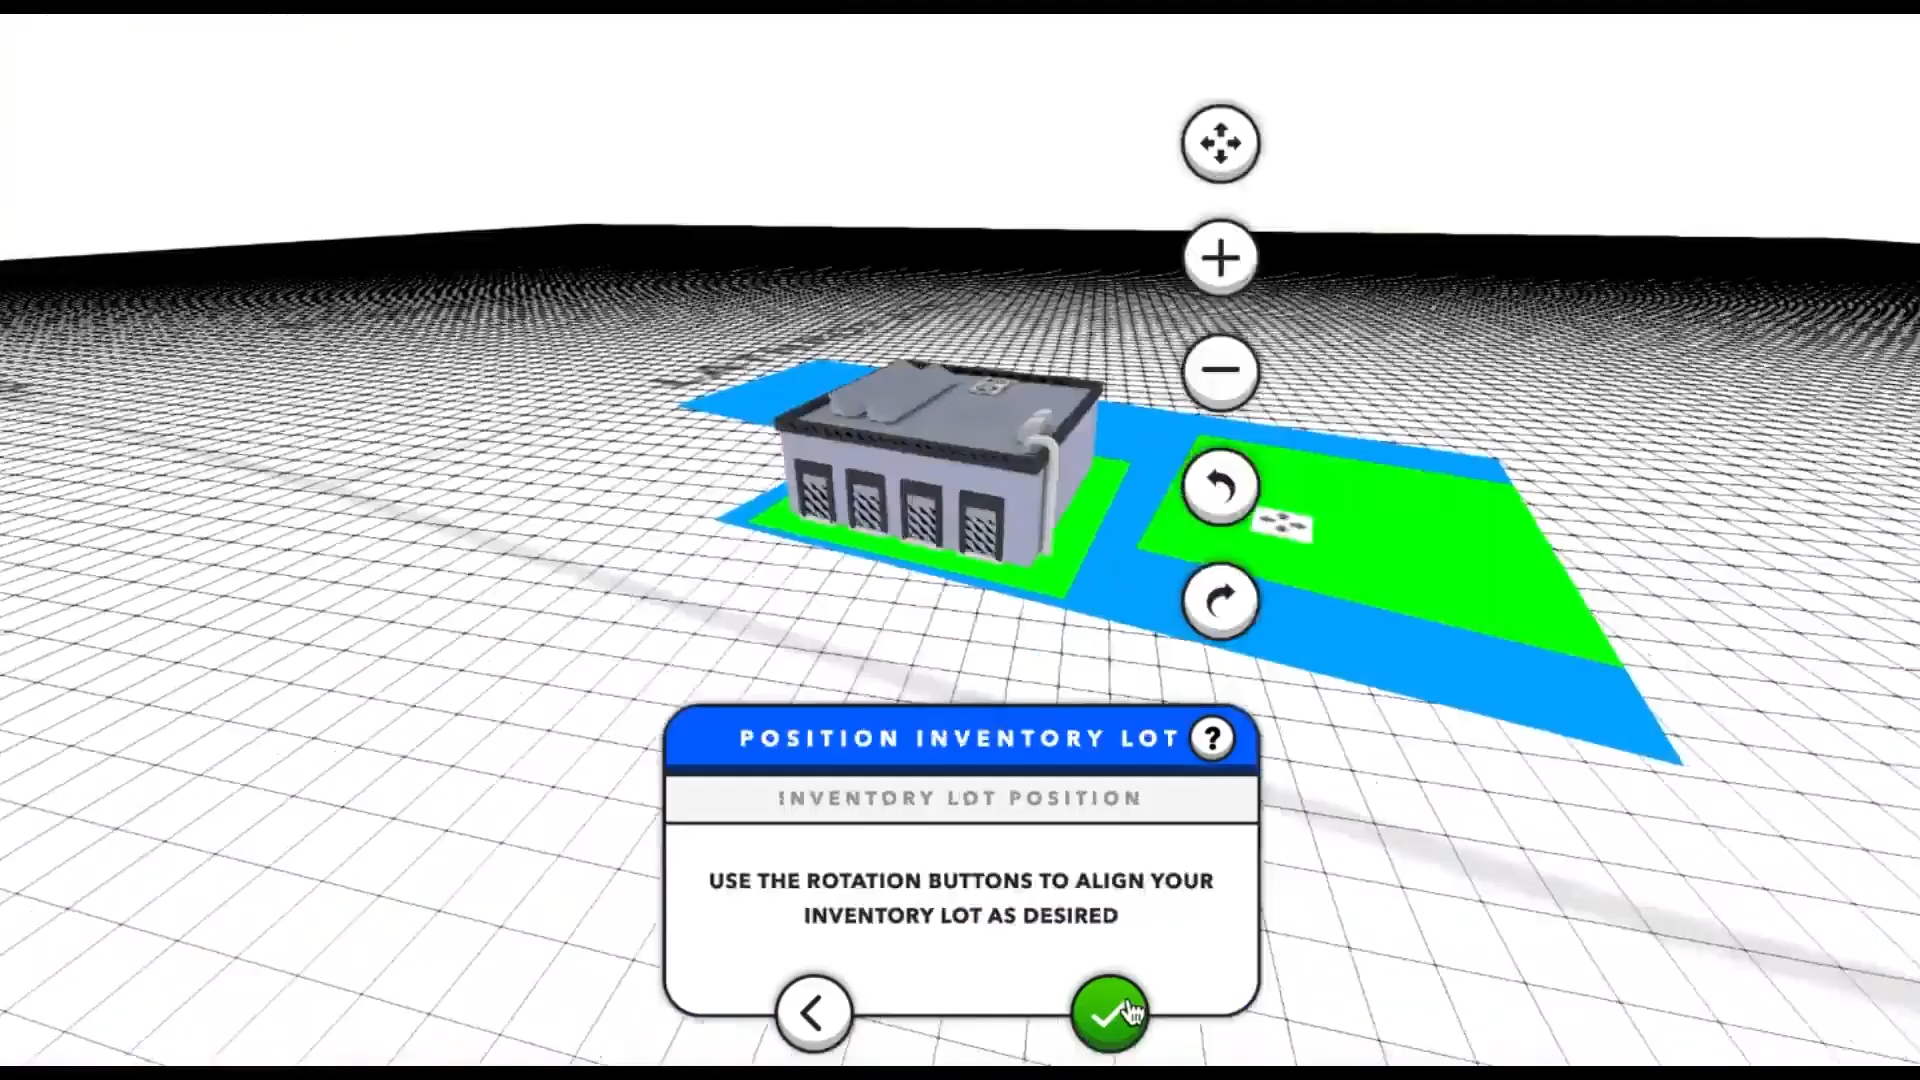 POSITION INVENTORY LOT ?
INVENTORY LOT POSITION
USE THE ROTATION BUTTONS TO ALIGN YOUR
INVENTORY LOT AS DESIRED